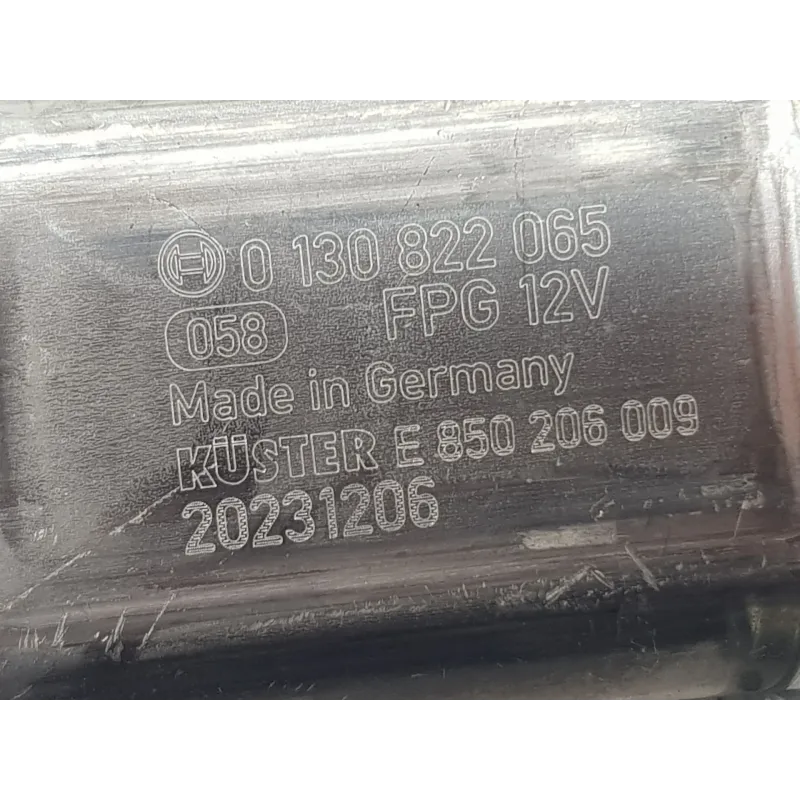 0 130 822 065
058 FPG 12V
Made in Germany
KÜSTER E 850 206 009
20231206